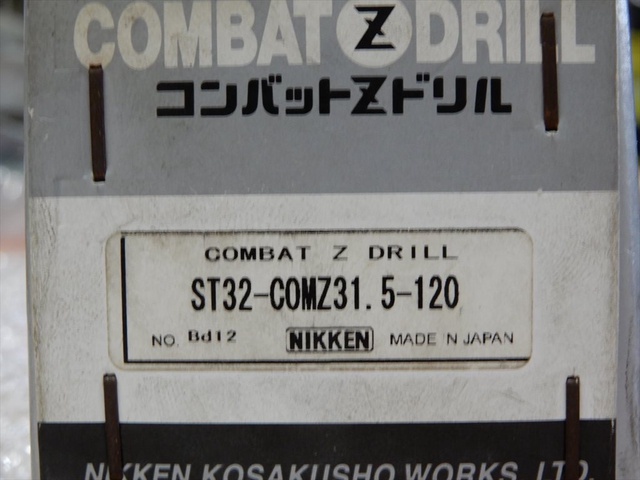 COMBAT Z DRILL
コンバットZドリル
COMBAT Z DRILL
ST32-COMZ31.5-120
NO. Bd12 NIKKEN MADE IN JAPAN
NIKKEN KOSAKUSHO WORKS, LTD.